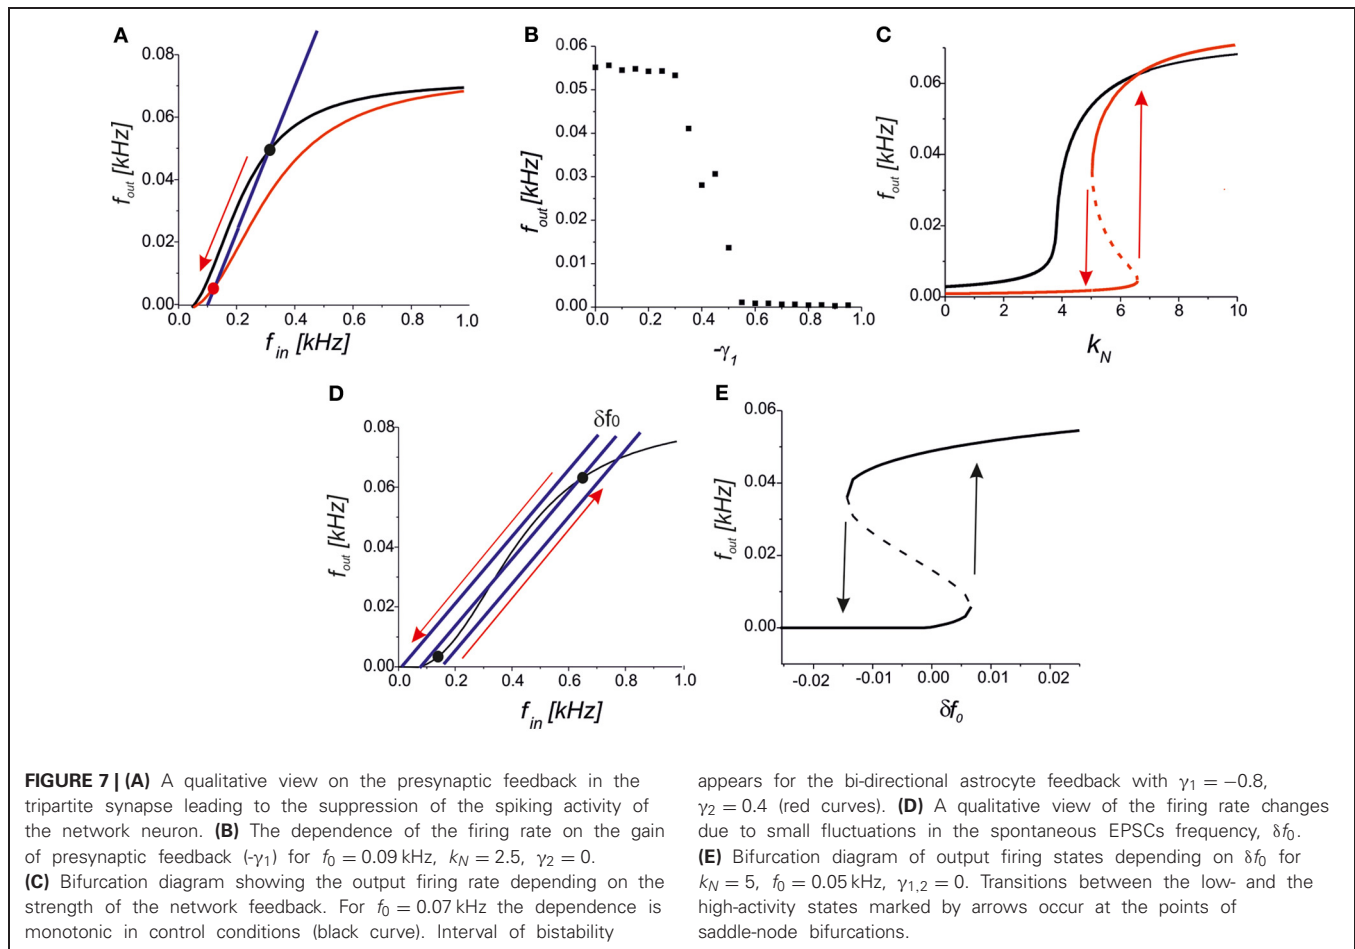 A
0.08
0.06
0.04
0.02
0.00
f_out [kHz]
0.0 0.2 0.4 0.6 0.8 1.0
f_in [kHz]
B
0.06
0.05
0.04
0.03
0.02
0.01
0.00
f_out [kHz]
0.0 0.2 0.4 0.6 0.8 1.0
-γ_1
C
0.06
0.04
0.02
0.00
f_out [kHz]
0 2 4 6 8 10
k_N
D
δf0
0.08
0.06
0.04
0.02
0.00
f_out [kHz]
0.0 0.2 0.4 0.6 0.8 1.0
f_in [kHz]
E
0.06
0.04
0.02
0.00
f_out [kHz]
-0.02 -0.01 0.00 0.01 0.02
δf_0
FIGURE 7 | (A) A qualitative view on the presynaptic feedback in the
tripartite synapse leading to the suppression of the spiking activity of
the network neuron. (B) The dependence of the firing rate on the gain
of presynaptic feedback (-γ1) for f0 = 0.09 kHz, kN = 2.5, γ2 = 0.
(C) Bifurcation diagram showing the output firing rate depending on the
strength of the network feedback. For f0 = 0.07 kHz the dependence is
monotonic in control conditions (black curve). Interval of bistability
appears for the bi-directional astrocyte feedback with γ1 = −0.8,
γ2 = 0.4 (red curves). (D) A qualitative view of the firing rate changes
due to small fluctuations in the spontaneous EPSCs frequency, δf0.
(E) Bifurcation diagram of output firing states depending on δf0 for
kN = 5, f0 = 0.05 kHz, γ1,2 = 0. Transitions between the low- and the
high-activity states marked by arrows occur at the points of
saddle-node bifurcations.